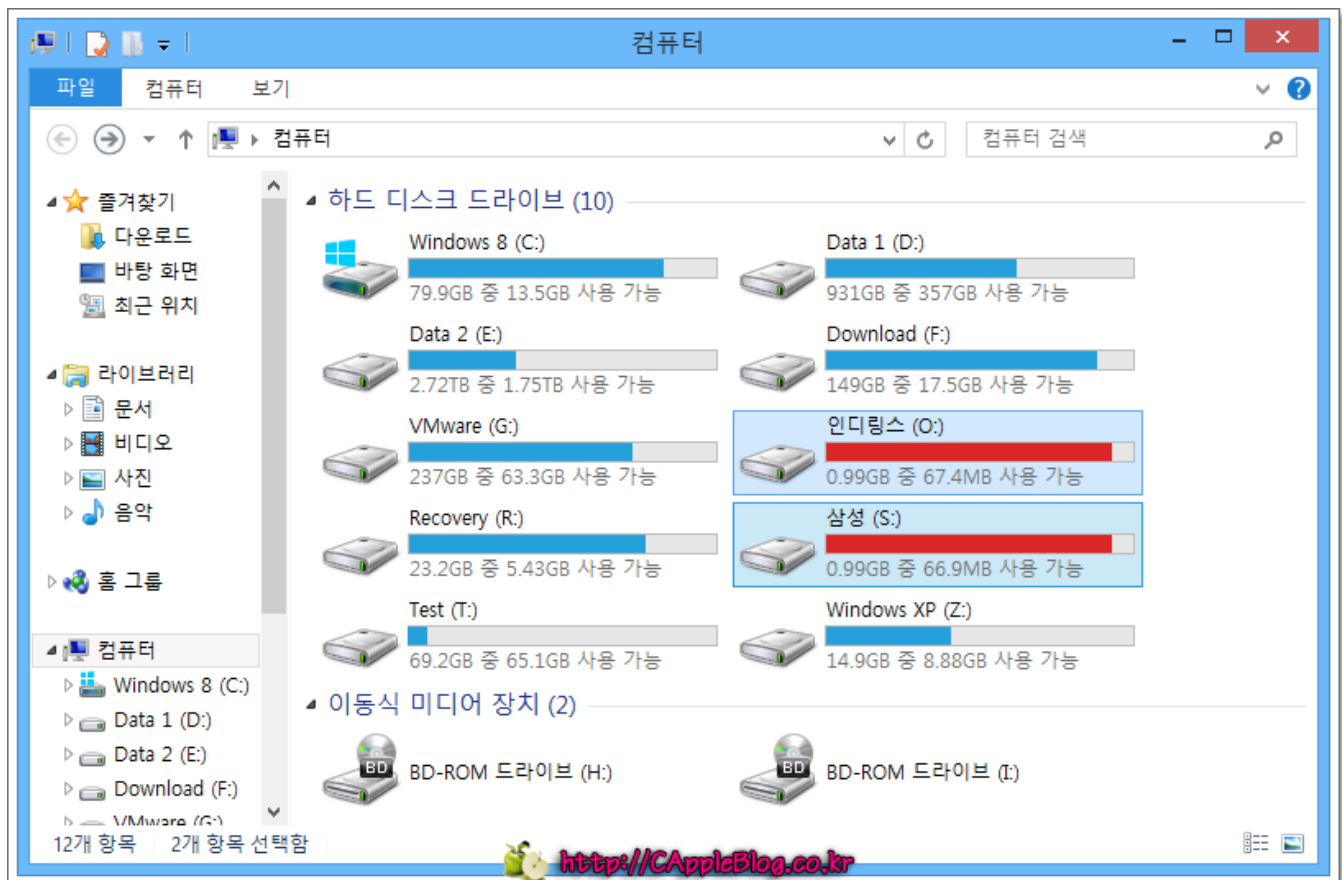 컴퓨터
파일 컴퓨터 보기
컴퓨터 컴퓨터 검색
즐겨찾기
다운로드
바탕 화면
최근 위치
라이브러리
문서
비디오
사진
음악
홈 그룹
컴퓨터
Windows 8 (C:)
Data 1 (D:)
Data 2 (E:)
Download (F:)
VMware (G:)
하드 디스크 드라이브 (10)
Windows 8 (C:)
79.9GB 중 13.5GB 사용 가능
Data 1 (D:)
931GB 중 357GB 사용 가능
Data 2 (E:)
2.72TB 중 1.75TB 사용 가능
Download (F:)
149GB 중 17.5GB 사용 가능
VMware (G:)
237GB 중 63.3GB 사용 가능
인디링스 (O:)
0.99GB 중 67.4MB 사용 가능
Recovery (R:)
23.2GB 중 5.43GB 사용 가능
삼성 (S:)
0.99GB 중 66.9MB 사용 가능
Test (T:)
69.2GB 중 65.1GB 사용 가능
Windows XP (Z:)
14.9GB 중 8.88GB 사용 가능
이동식 미디어 장치 (2)
BD
BD-ROM 드라이브 (H:)
BD
BD-ROM 드라이브 (I:)
12개 항목 2개 항목 선택함
http://CAppleBlog.co.kr